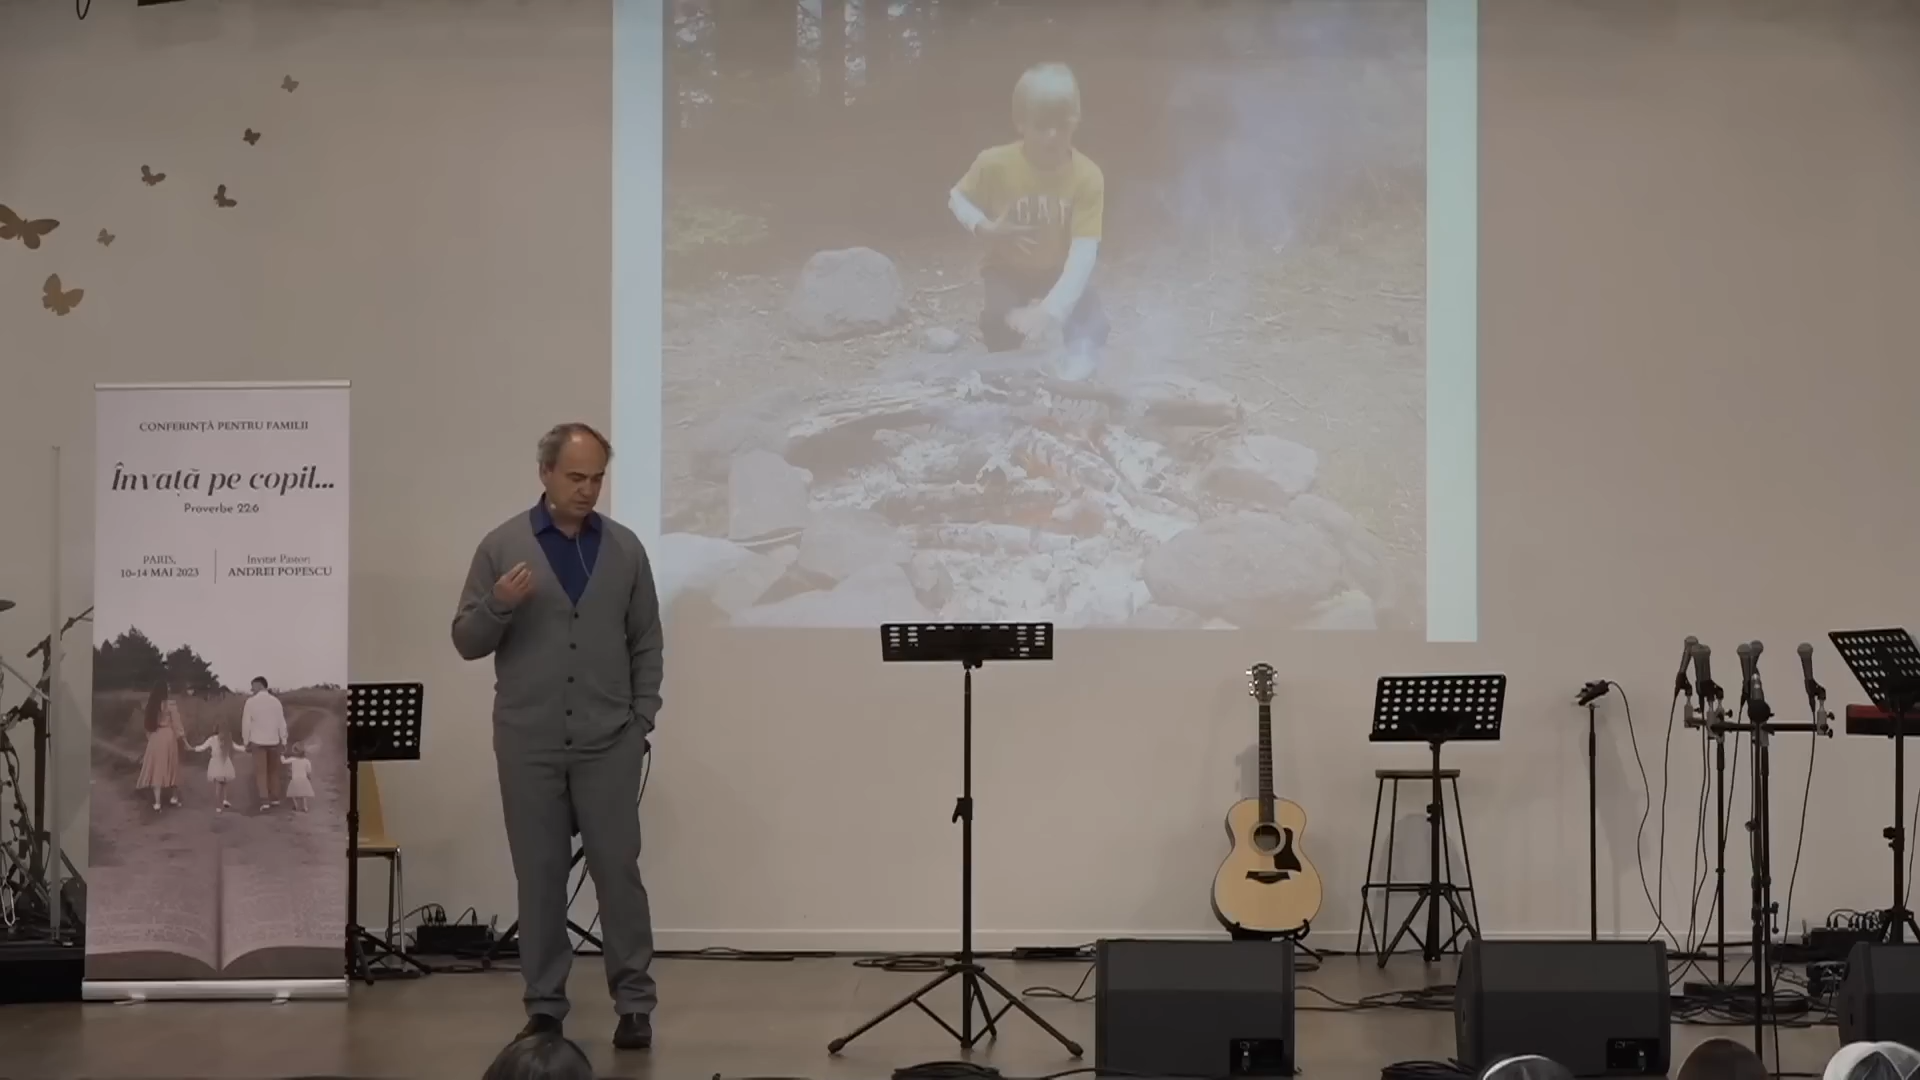 CONFERINȚĂ PENTRU FAMILII
Învață pe copil...
Proverbe 22:6
PARIS,
10-14 MAI 2023
Invitat Pastor:
ANDREI POPESCU
GAP